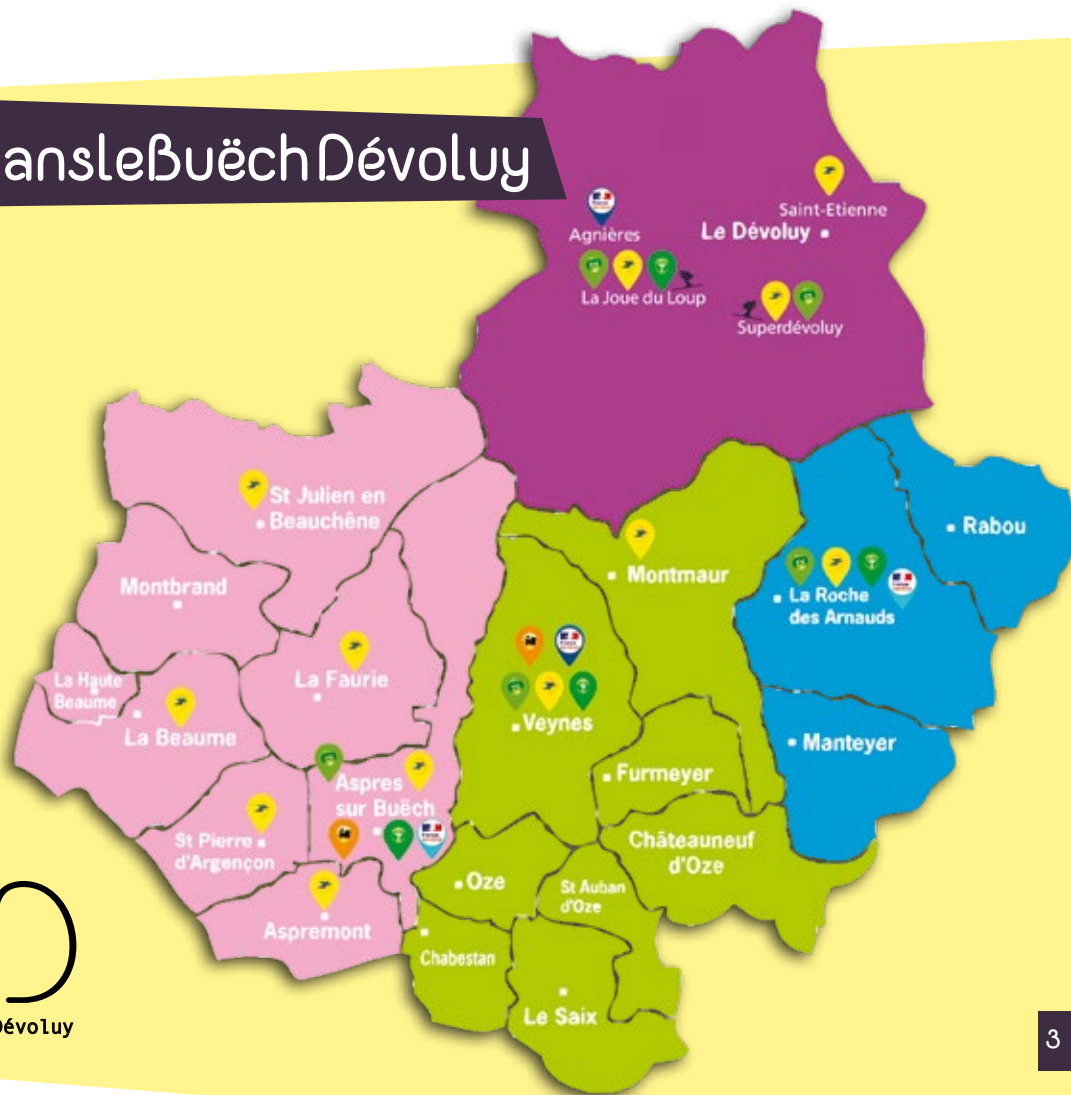 ansleBuëchDévoluy
Saint-Etienne
Agnières
Le Dévoluy
La Joue du Loup
Superdévoluy
St Julien en
Beauchêne
Rabou
Montmaur
Montbrand
La Roche
des Arnauds
La Haute
Beaume
La Faurie
Veynes
La Beaume
Manteyer
Furmeyer
Aspres
sur Buëch
St Pierre
d'Argençon
Châteauneuf
d'Oze
Oze
St Auban
d'Oze
Aspremont
Chabestan
Le Saix
Dévoluy
3